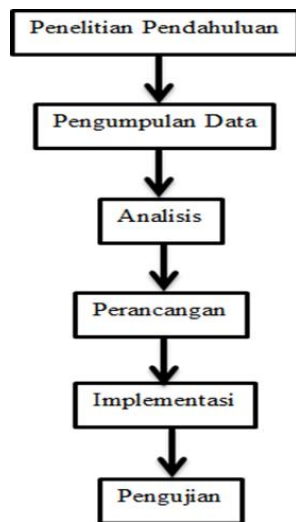 Penelitian Pendahuluan
Pengumpulan Data
Analisis
Perancangan
Implementasi
Pengujian